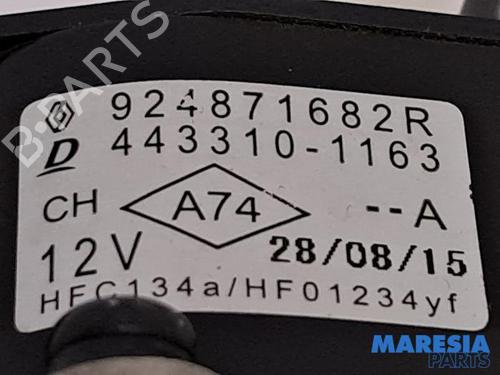 924871682R
D 443310-1163
CH A74 --A
12V 28/08/15
HFC134a/HF01234yf
B-PARTS
MARESIA
PARTS